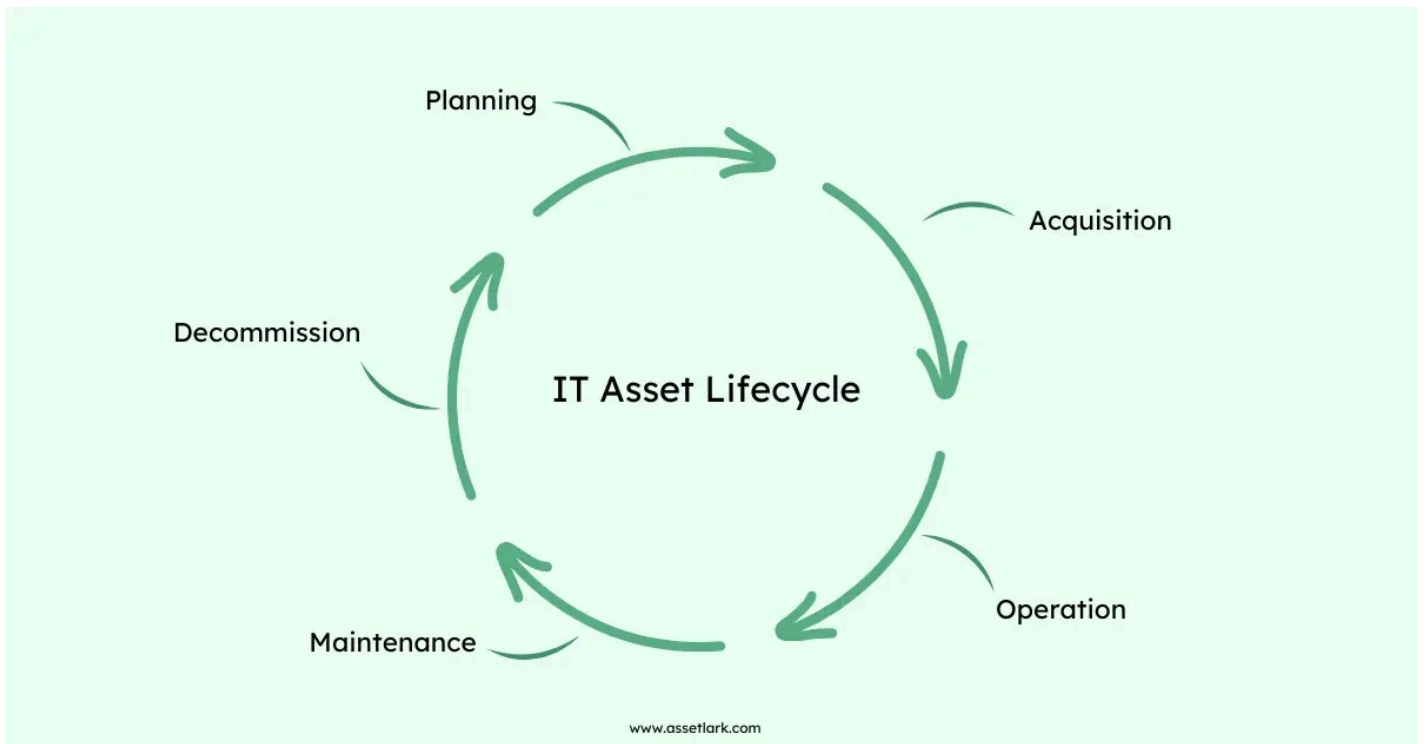 Planning
Acquisition
Decommission
IT Asset Lifecycle
Operation
Maintenance
www.assetlark.com